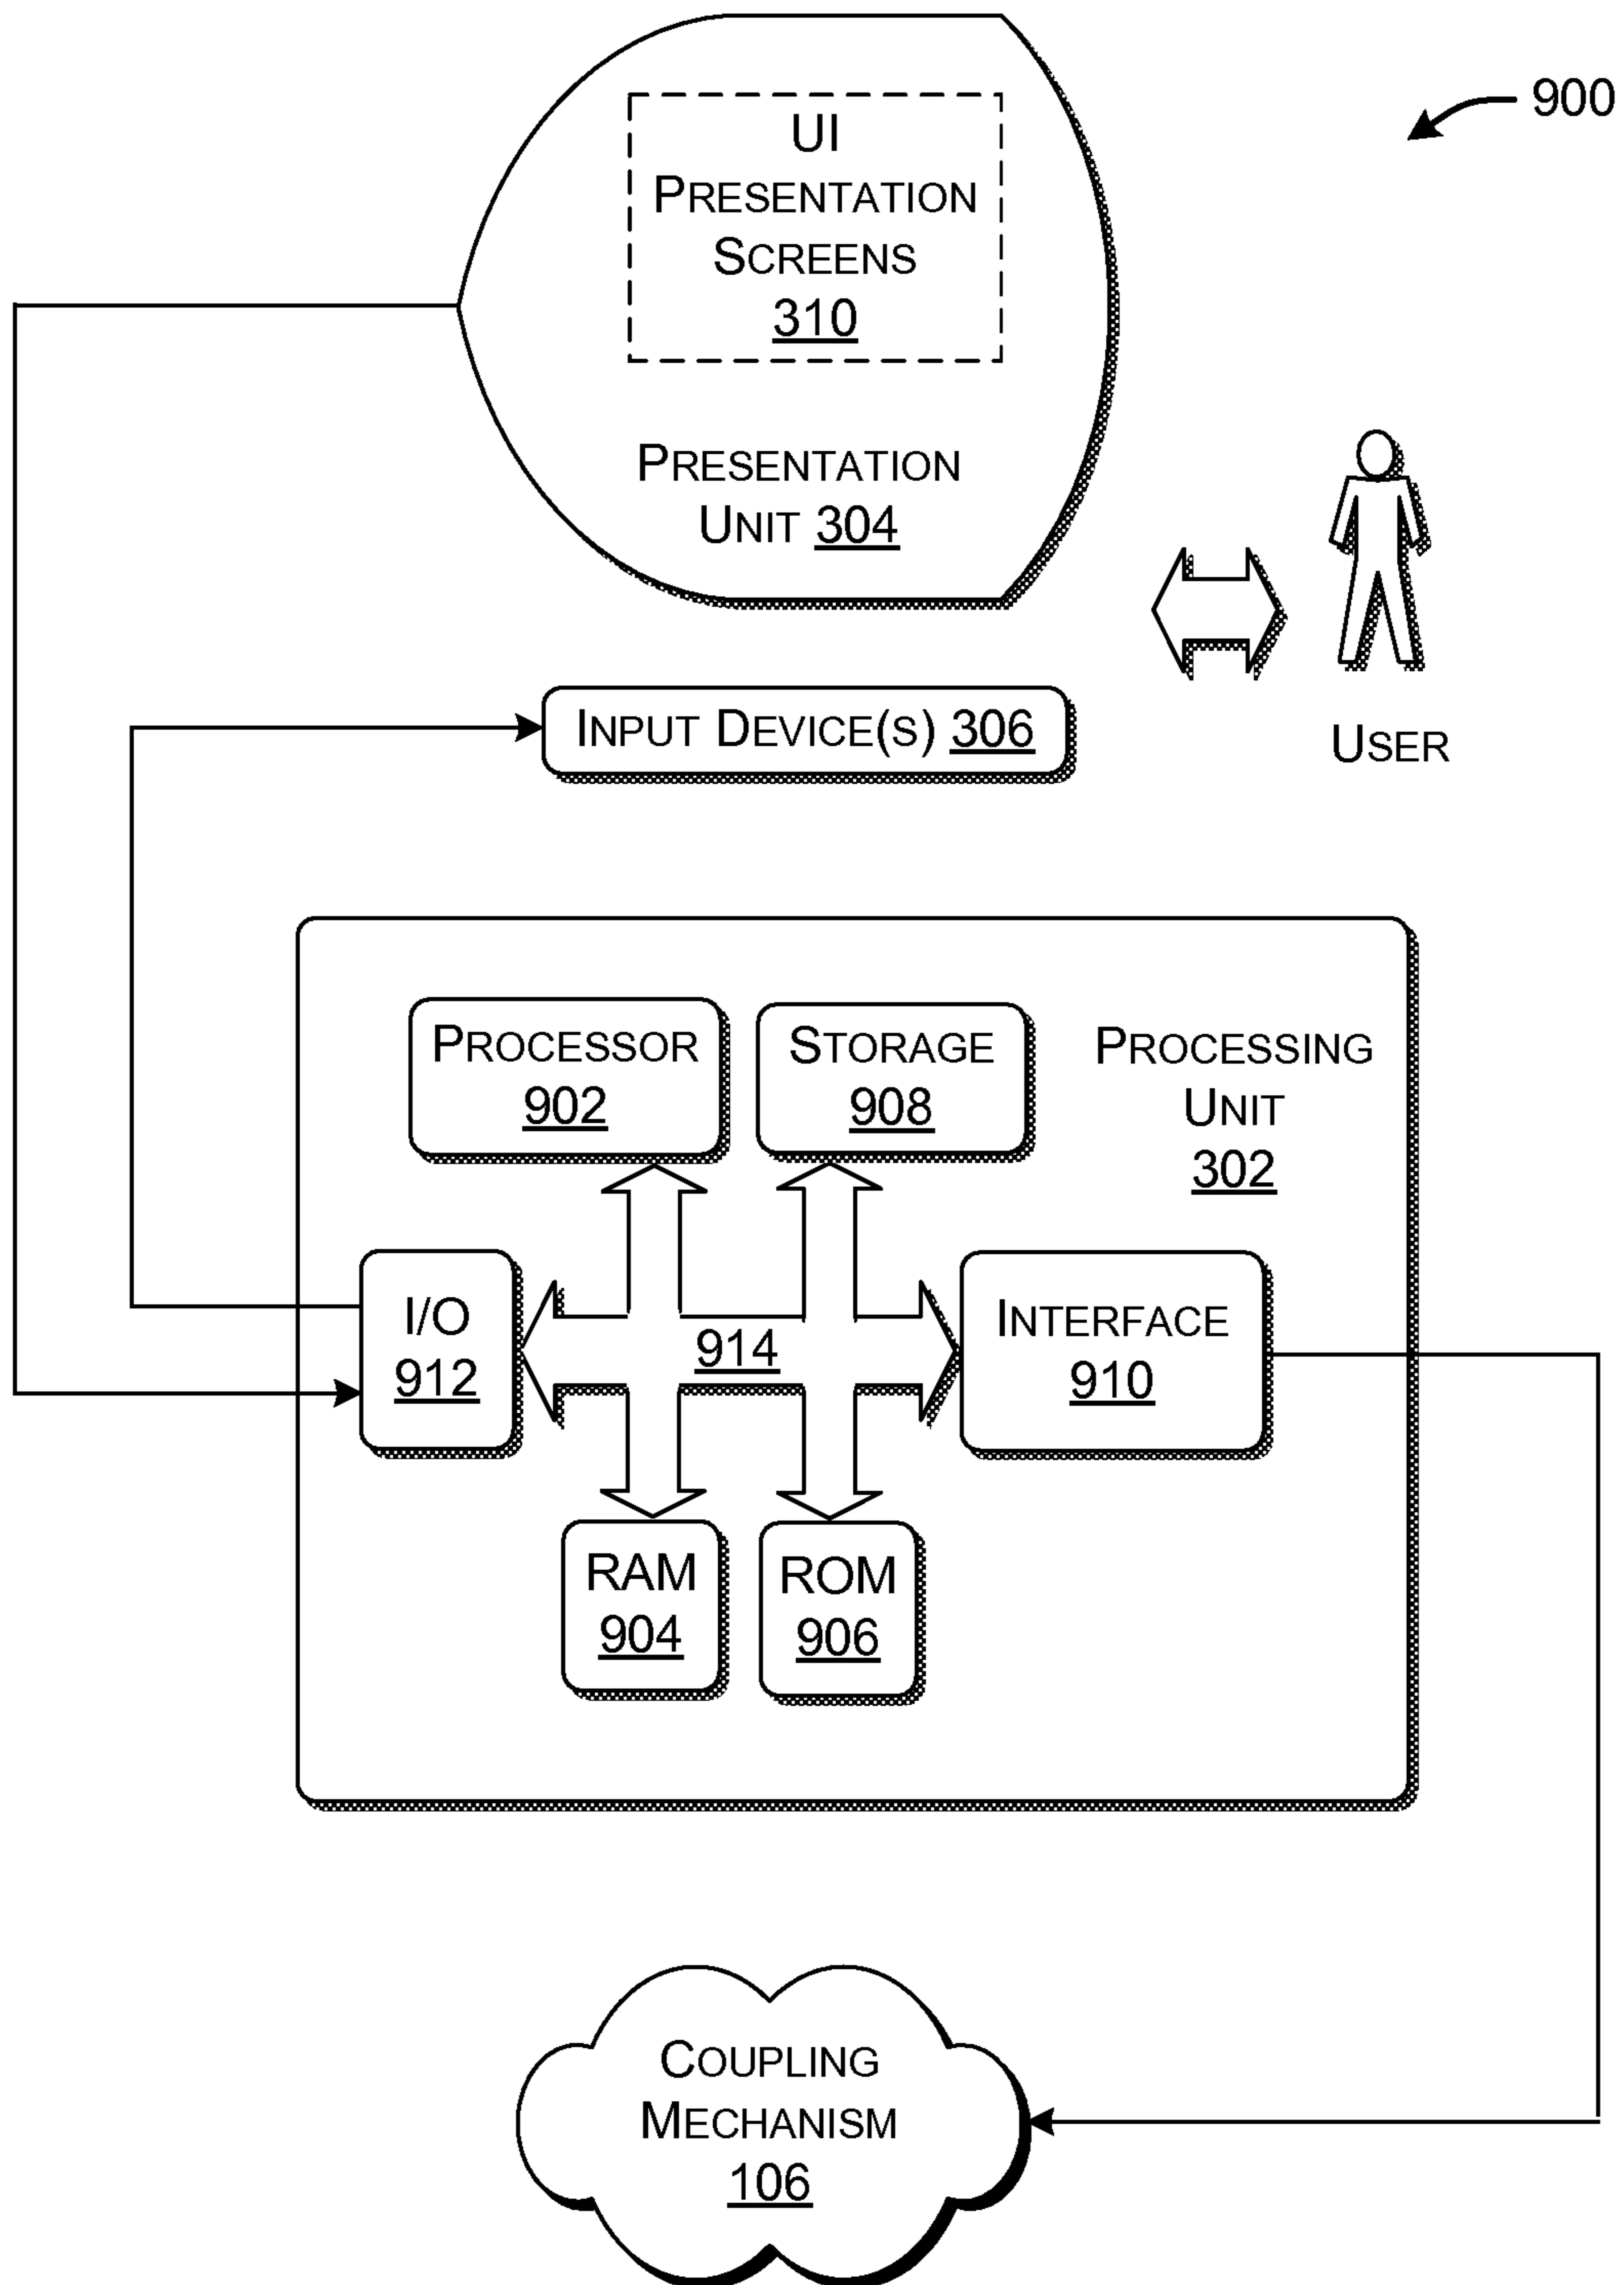 900
UI
PRESENTATION
SCREENS
310
PRESENTATION
UNIT 304
INPUT DEVICE(S) 306
USER
PROCESSOR
902
STORAGE
908
PROCESSING
UNIT
302
I/O
912
914
INTERFACE
910
RAM
904
ROM
906
COUPLING
MECHANISM
106